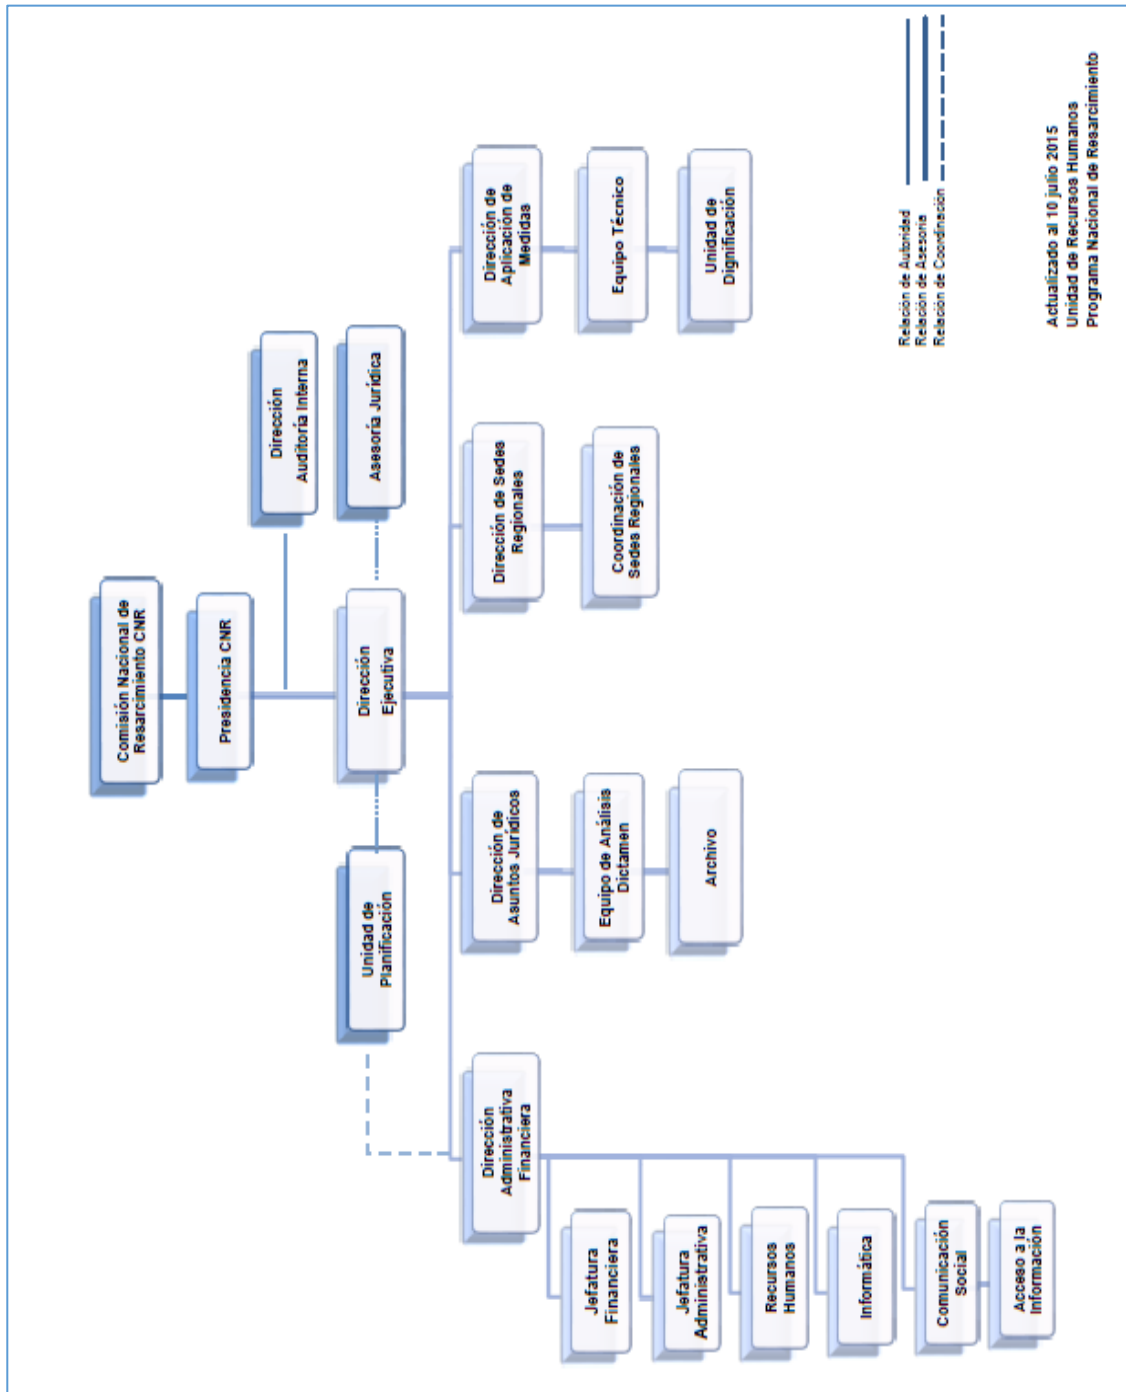 Comisión Nacional de
Resarcimiento CNR
Presidencia CNR
Dirección
Auditoría Interna
Unidad de
Planificación
Dirección
Ejecutiva
Asesoría Jurídica
Dirección
Administrativa
Financiera
Dirección de
Asuntos Jurídicos
Dirección de Sedes
Regionales
Dirección de
Aplicación de
Medidas
Jefatura
Financiera
Jefatura
Administrativa
Recursos
Humanos
Informática
Comunicación
Social
Acceso a la
Información
Equipo de Análisis
Dictamen
Archivo
Coordinación de
Sedes Regionales
Equipo Técnico
Unidad de
Dignificación
Relación de Autoridad
Relación de Asesoria
Relación de Coordinación
Actualizado al 10 julio 2015
Unidad de Recursos Humanos
Programa Nacional de Resarcimiento